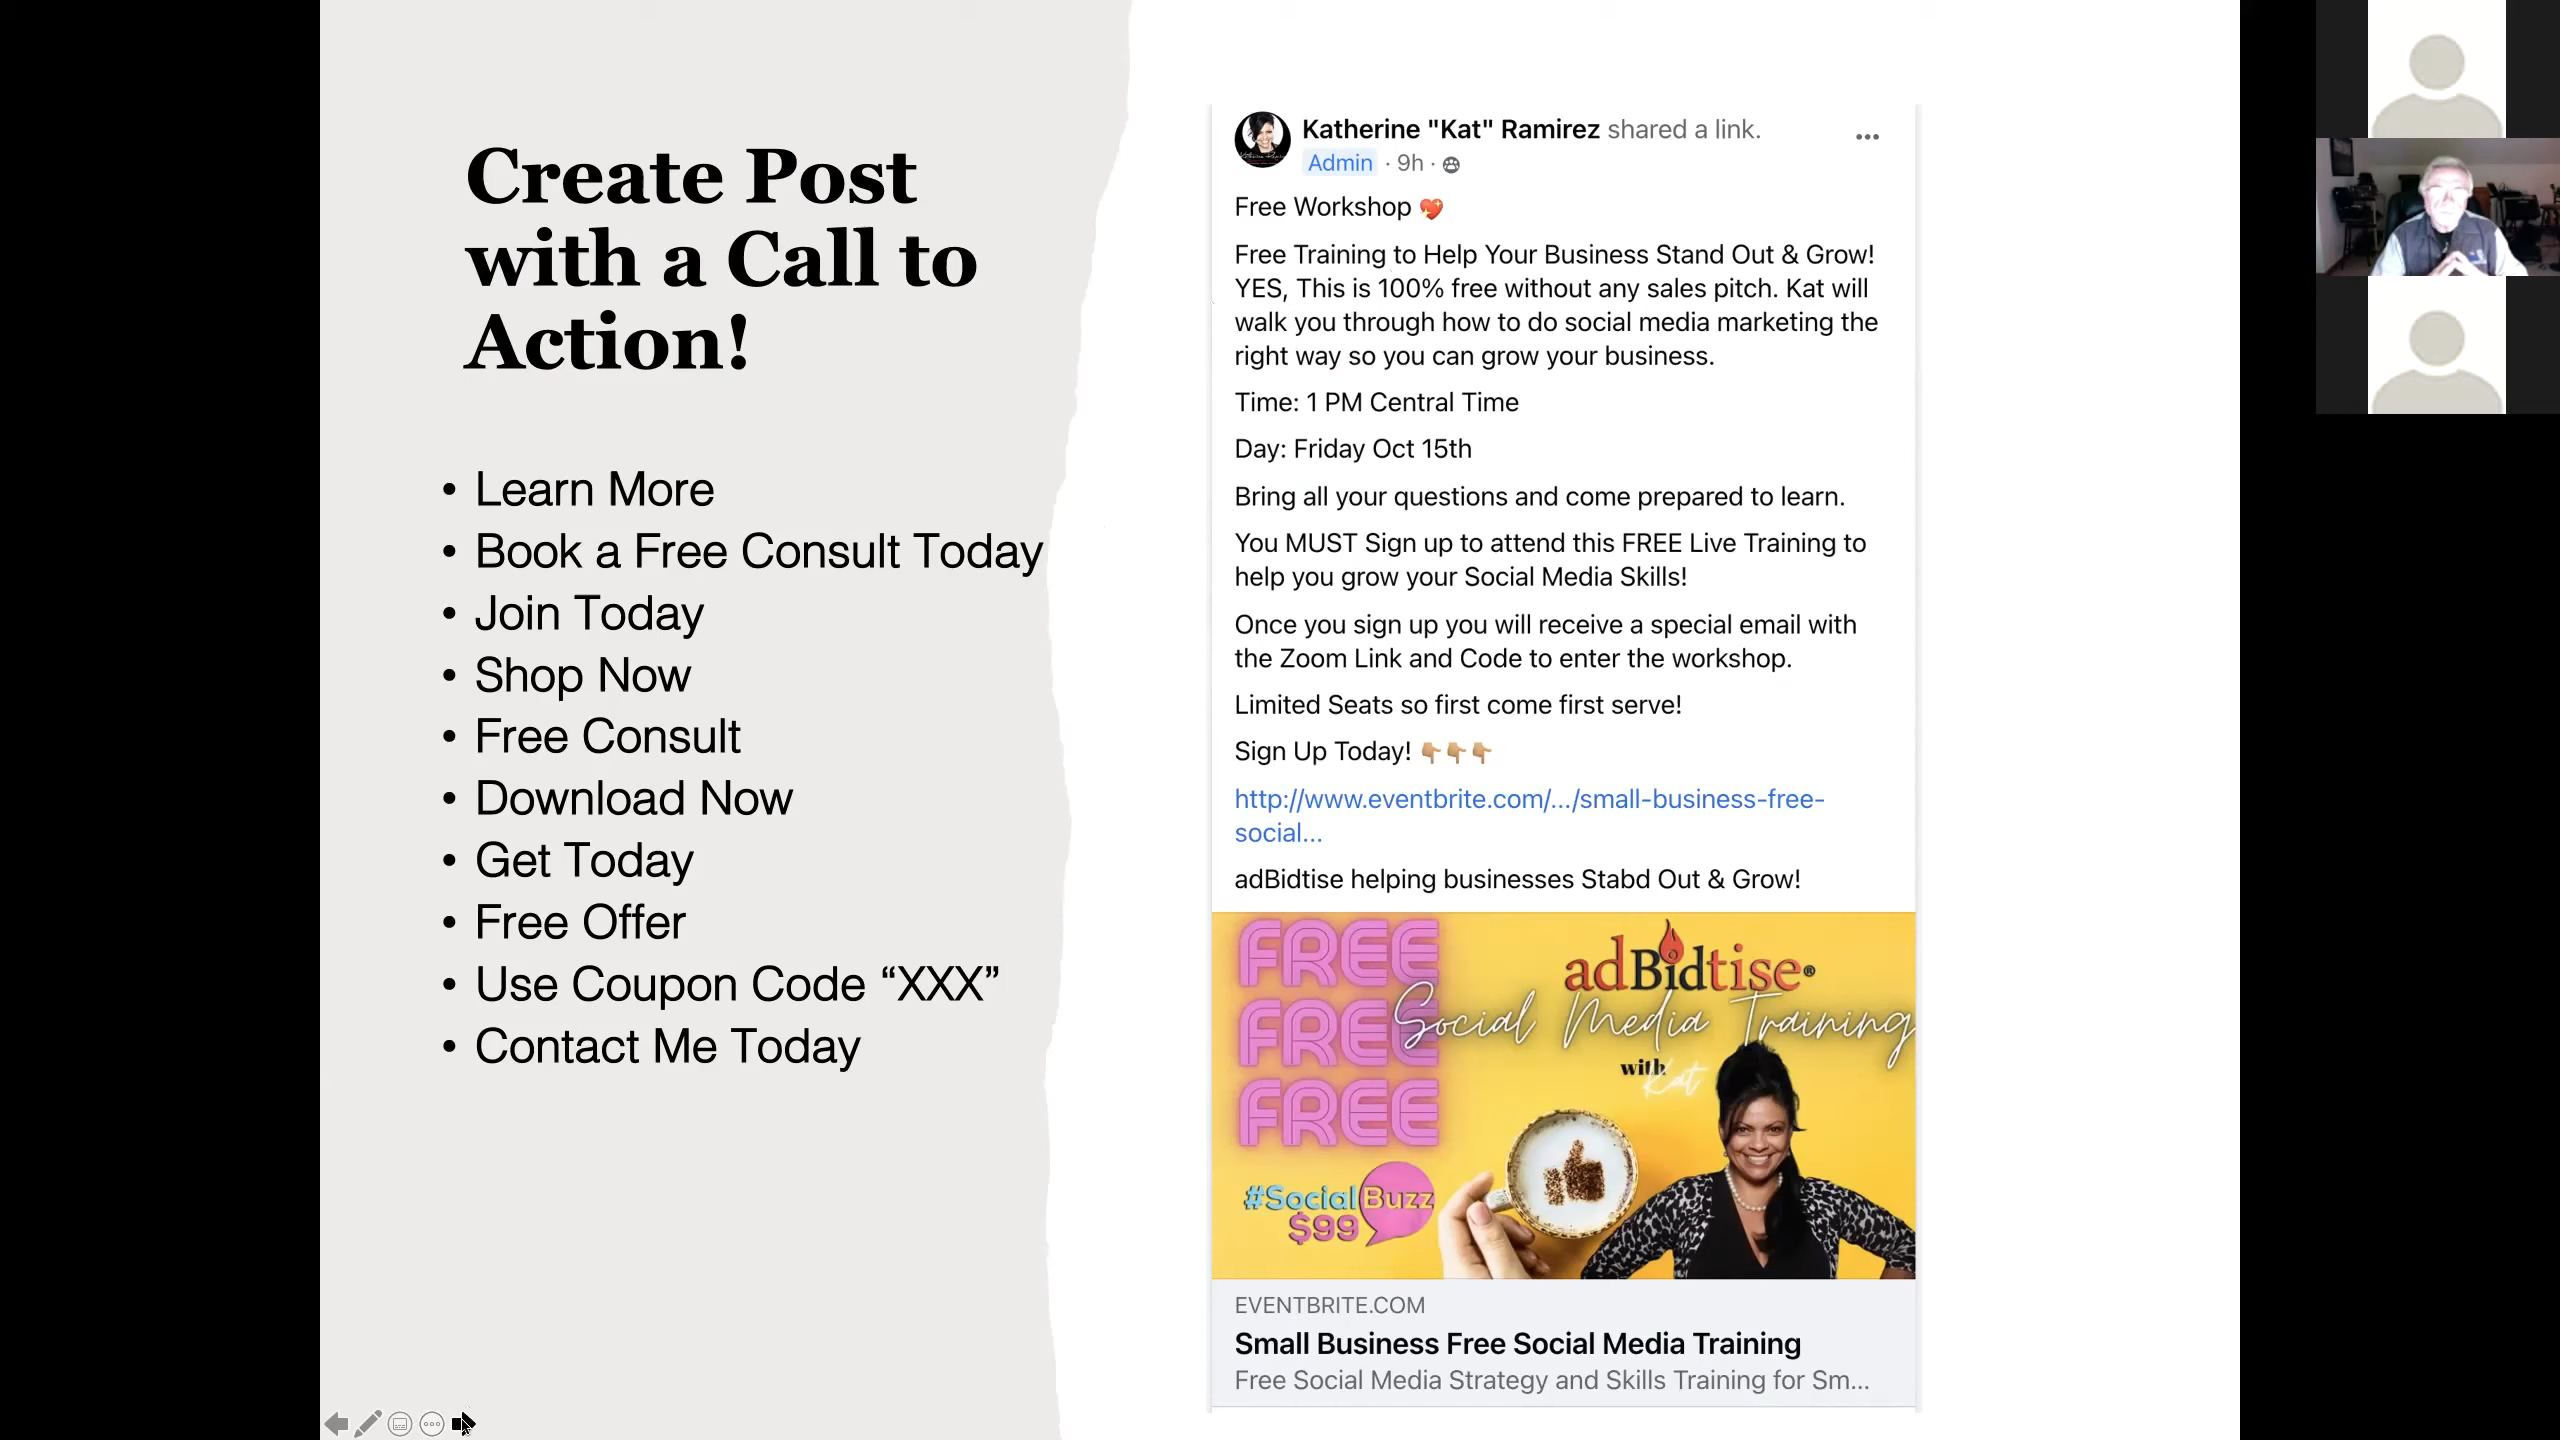 Create Post
with a Call to
Action!
• Learn More
• Book a Free Consult Today
• Join Today
• Shop Now
• Free Consult
• Download Now
• Get Today
• Free Offer
• Use Coupon Code “XXX”
• Contact Me Today
Katherine "Kat" Ramirez shared a link.
Admin · 9h ·
Free Workshop 💖
Free Training to Help Your Business Stand Out & Grow!
YES, This is 100% free without any sales pitch. Kat will
walk you through how to do social media marketing the
right way so you can grow your business.
Time: 1 PM Central Time
Day: Friday Oct 15th
Bring all your questions and come prepared to learn.
You MUST Sign up to attend this FREE Live Training to
help you grow your Social Media Skills!
Once you sign up you will receive a special email with
the Zoom Link and Code to enter the workshop.
Limited Seats so first come first serve!
Sign Up Today! 👇🏼👇🏼👇🏼
http://www.eventbrite.com/.../small-business-free-
social...
adBidtise helping businesses Stabd Out & Grow!
FREE
FREE
FREE
adBidtise®
Social Media Training
with Kat
#SocialBuzz
$99
EVENTBRITE.COM
Small Business Free Social Media Training
Free Social Media Strategy and Skills Training for Sm...